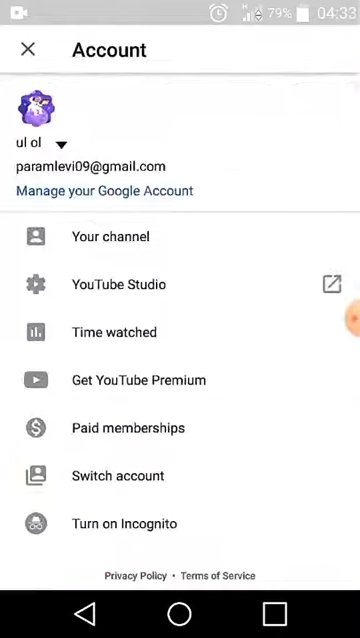 79% 04:33
Account
ul ol
paramlevi09@gmail.com
Manage your Google Account
Your channel
YouTube Studio
Time watched
Get YouTube Premium
Paid memberships
Switch account
Turn on Incognito
Privacy Policy • Terms of Service